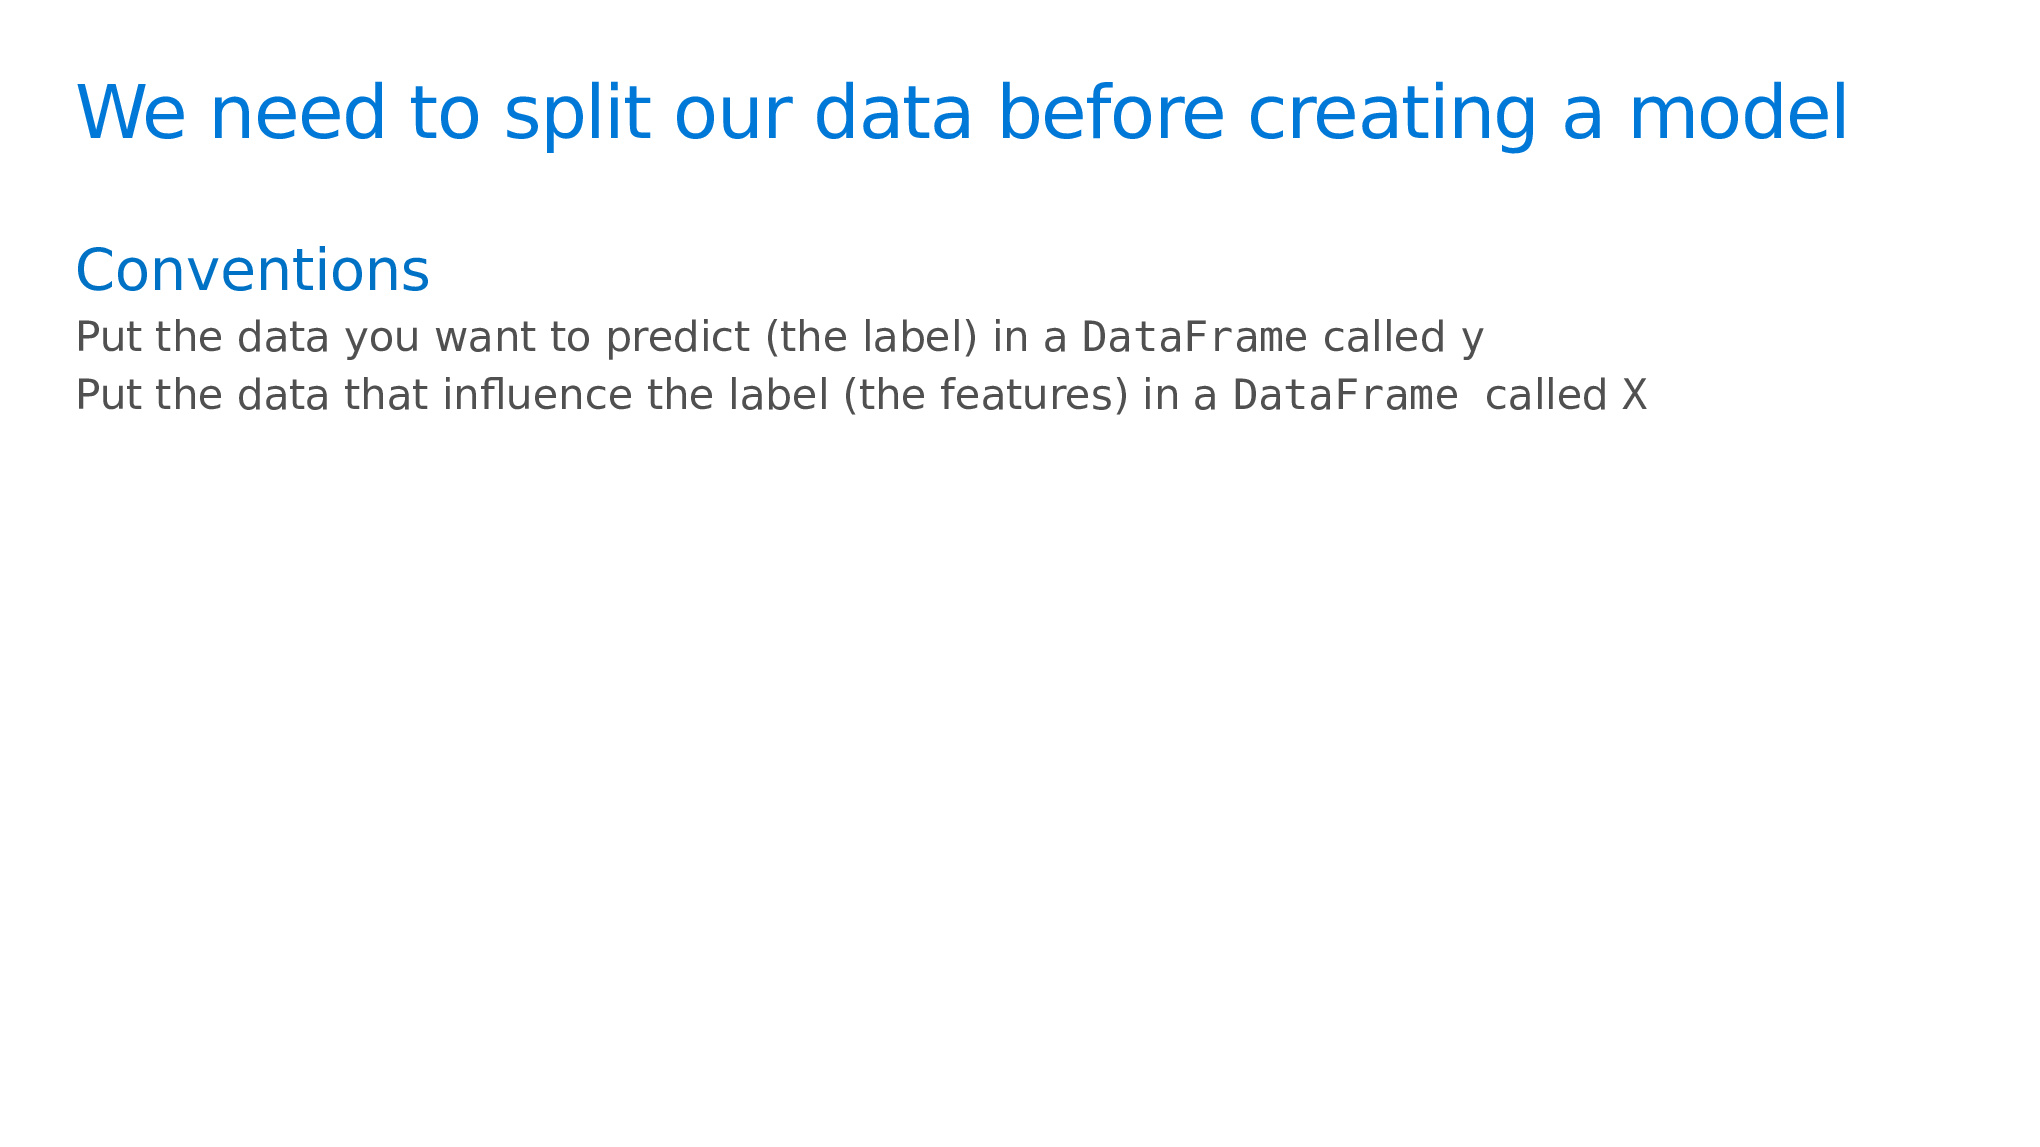 We need to split our data before creating a model
Conventions
Put the data you want to predict (the label) in a DataFrame called y
Put the data that influence the label (the features) in a DataFrame called X